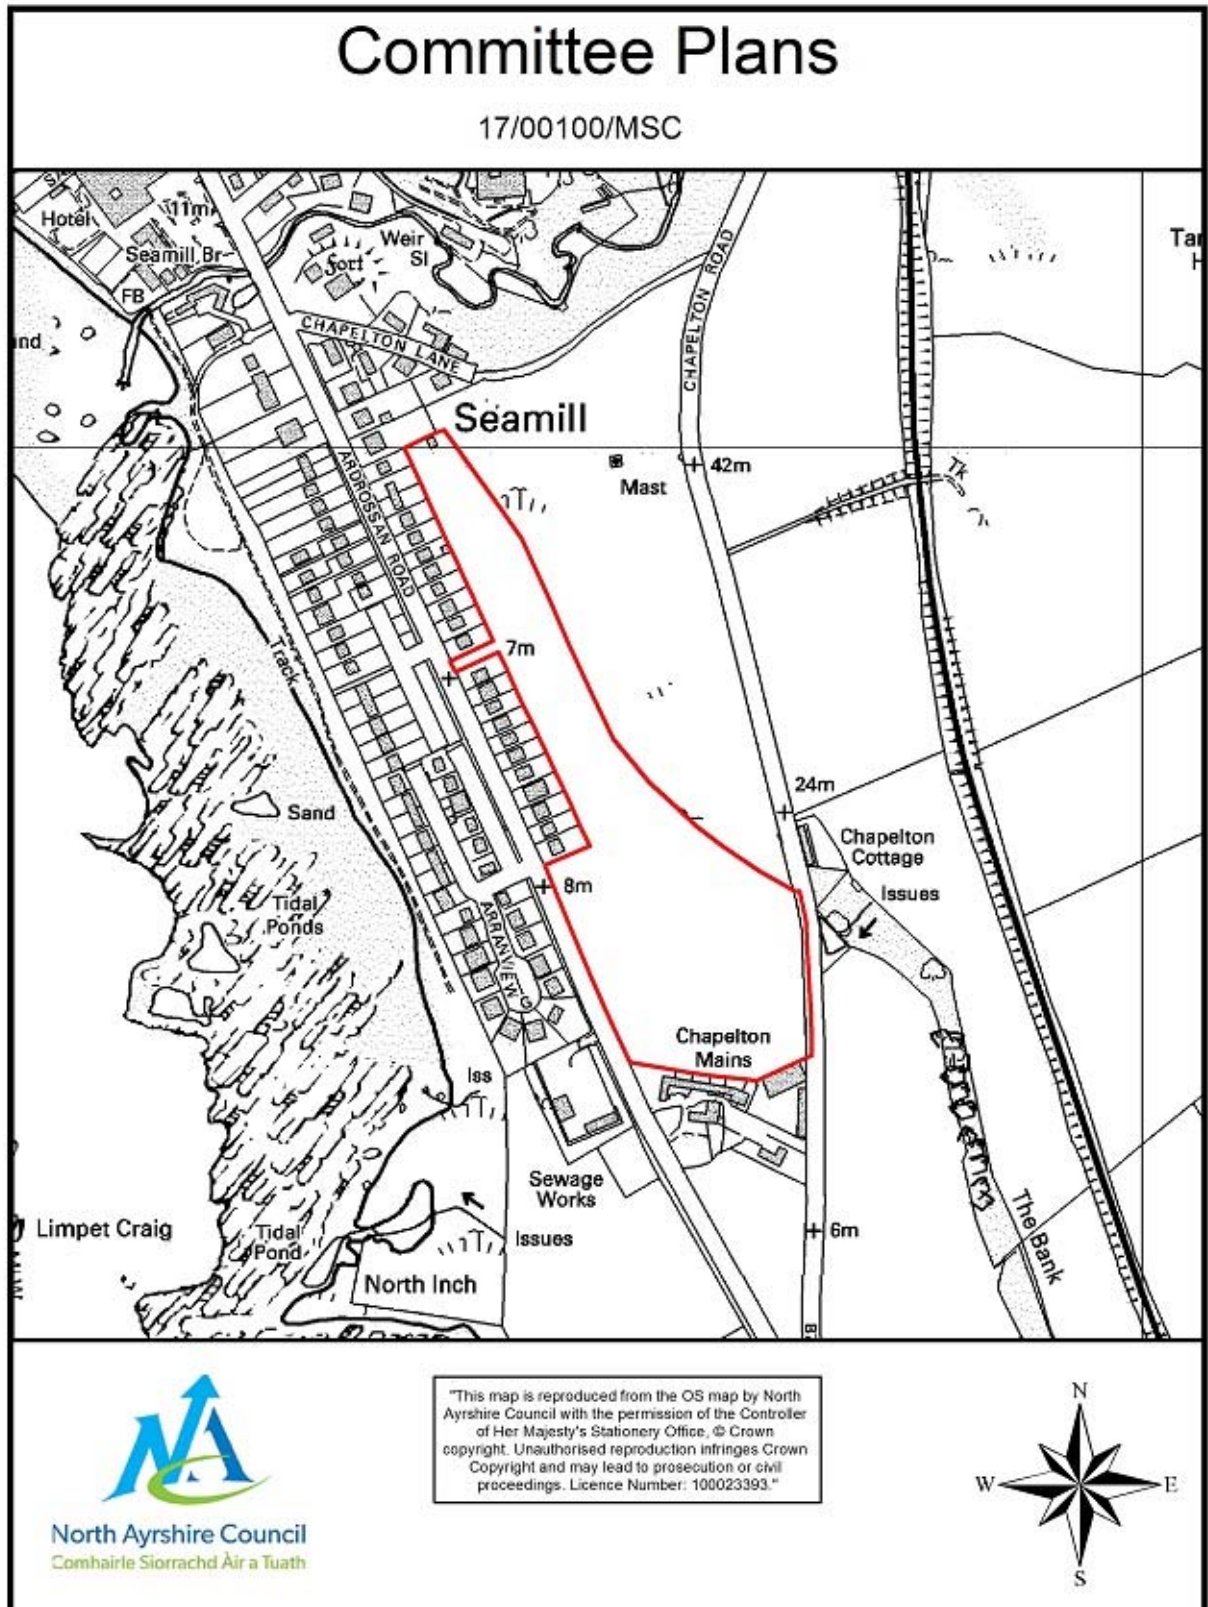 Committee Plans
17/00100/MSC
Hotel
11m
Seamill Br
FB
Fort
Weir
Sl
CHAPELTON LANE
CHAPELTON ROAD
Seamill
ARDROSSAN ROAD
Mast
42m
Tk
7m
Track
24m
Sand
Chapelton
Cottage
Issues
8m
Tidal
Ponds
ARRANVIEW
Chapelton
Mains
Iss
Sewage
Works
Limpet Craig
Tidal
Pond
Issues
North Inch
6m
The Bank
North Ayrshire Council
Comhairle Siorrachd Àir a Tuath
"This map is reproduced from the OS map by North
Ayrshire Council with the permission of the Controller
of Her Majesty's Stationery Office, © Crown
copyright. Unauthorised reproduction infringes Crown
Copyright and may lead to prosecution or civil
proceedings. Licence Number: 100023393."
N
W
E
S